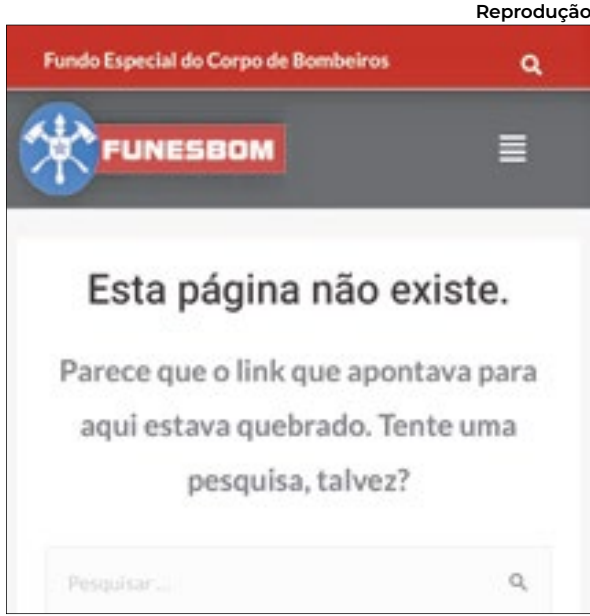 Reprodução
Fundo Especial do Corpo de Bombeiros
FUNESBOM
Esta página não existe.
Parece que o link que apontava para
aqui estava quebrado. Tente uma
pesquisa, talvez?
Pesquisar ...